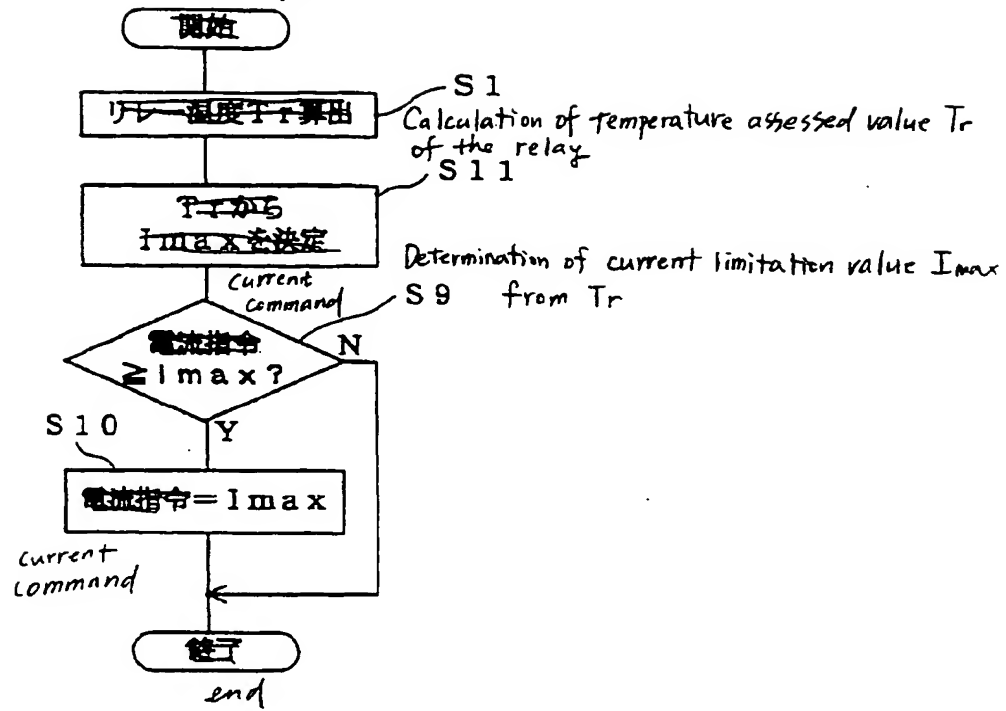 開始
S1
リレー温度Tr算出
Calculation of temperature assessed value Tr
of the relay
S11
Trから
Imaxを決定
Determination of current limitation value Imax
from Tr
current
command
S9
電流指令
≧Imax?
N
Y
S10
電流指令=Imax
current
command
終了
end